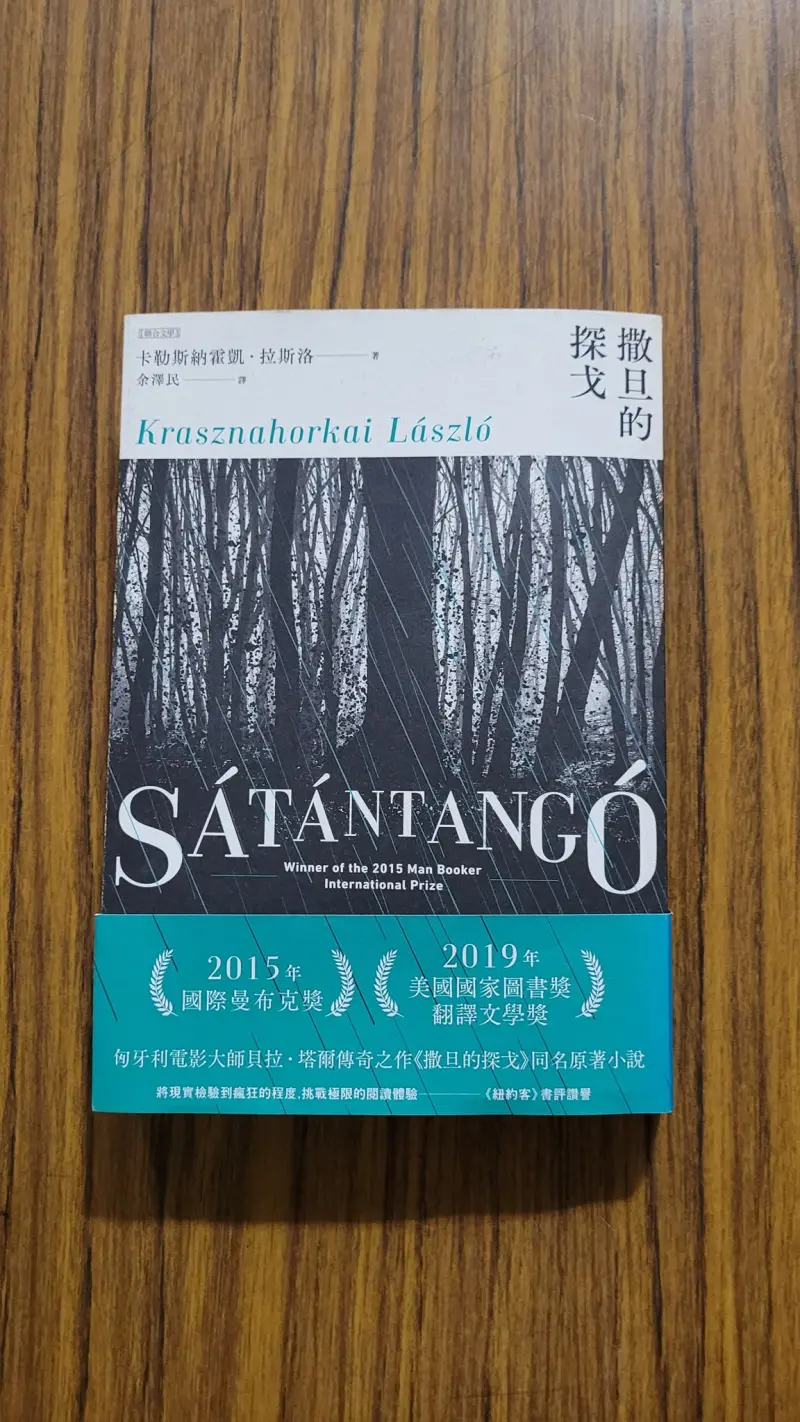 聯合文學
卡勒斯納霍凱·拉斯洛——著
余澤民——譯
Krasznahorkai László
撒旦的
探戈
SÁTÁNTANGÓ
Winner of the 2015 Man Booker
International Prize
2015年
國際曼布克獎
2019年
美國國家圖書獎
翻譯文學獎
匈牙利電影大師貝拉·塔爾傳奇之作《撒旦的探戈》同名原著小說
將現實檢驗到瘋狂的程度,挑戰極限的閱讀體驗——《紐約客》書評讚譽